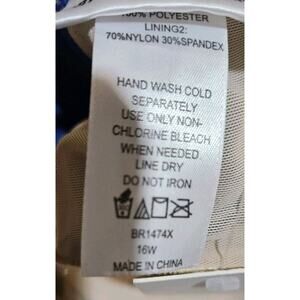 100% POLYESTER
LINING2:
70%NYLON 30%SPANDEX
HAND WASH COLD
SEPARATELY
USE ONLY NON-
CHLORINE BLEACH
WHEN NEEDED
LINE DRY
DO NOT IRON
BR1474X
16W
MADE IN CHINA